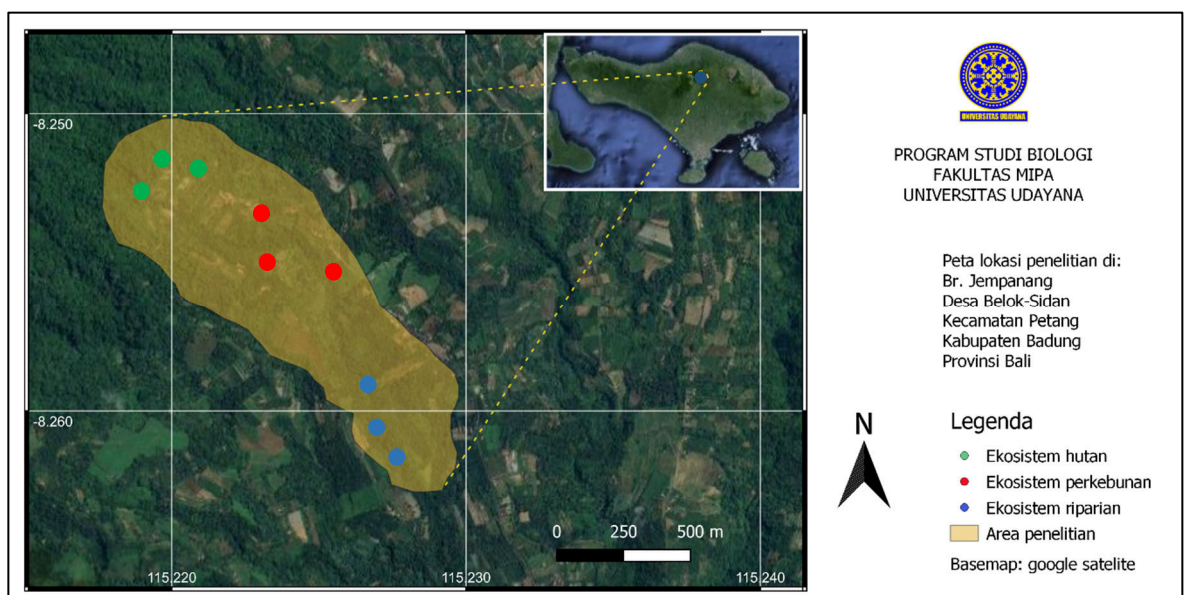 -8.250
-8.260
115,220
115,230
115,240
0 250 500 m
UNIVERSITAS UDAYANA
PROGRAM STUDI BIOLOGI
FAKULTAS MIPA
UNIVERSITAS UDAYANA
Peta lokasi penelitian di:
Br. Jempanang
Desa Belok-Sidan
Kecamatan Petang
Kabupaten Badung
Provinsi Bali
N
Legenda
Ekosistem hutan
Ekosistem perkebunan
Ekosistem riparian
Area penelitian
Basemap: google satelite